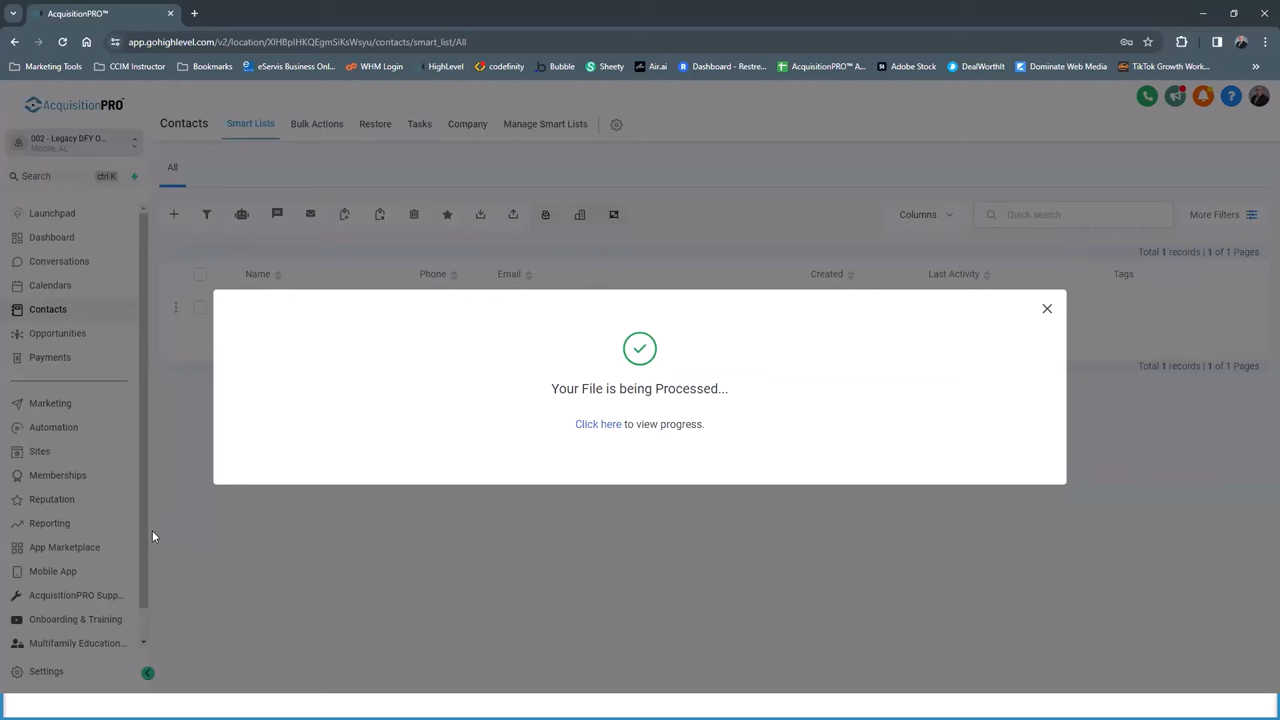 AcquisitionPRO™
app.gohighlevel.com/v2/location/XIHBpIHKQEgmSiKsWsyu/contacts/smart_list/All
Marketing Tools
CCIM Instructor
Bookmarks
eServis Business Onl...
WHM Login
HighLevel
codefinity
Bubble
Sheety
Air.ai
Dashboard - Restre...
AcquisitionPRO™ A...
Adobe Stock
DealWorthIt
Dominate Web Media
TikTok Growth Work...
AcquisitionPRO™
002 - Legacy DFY O...
Mobile, AL
Search
ctrl K
Launchpad
Dashboard
Conversations
Calendars
Contacts
Opportunities
Payments
Marketing
Automation
Sites
Memberships
Reputation
Reporting
App Marketplace
Mobile App
AcquisitionPRO Supp...
Onboarding & Training
Multifamily Education...
Settings
Contacts
Smart Lists
Bulk Actions
Restore
Tasks
Company
Manage Smart Lists
All
Columns
Quick search
More Filters
Total 1 records | 1 of 1 Pages
Name
Phone
Email
Created
Last Activity
Tags
Your File is being Processed...
Click here to view progress.
Total 1 records | 1 of 1 Pages